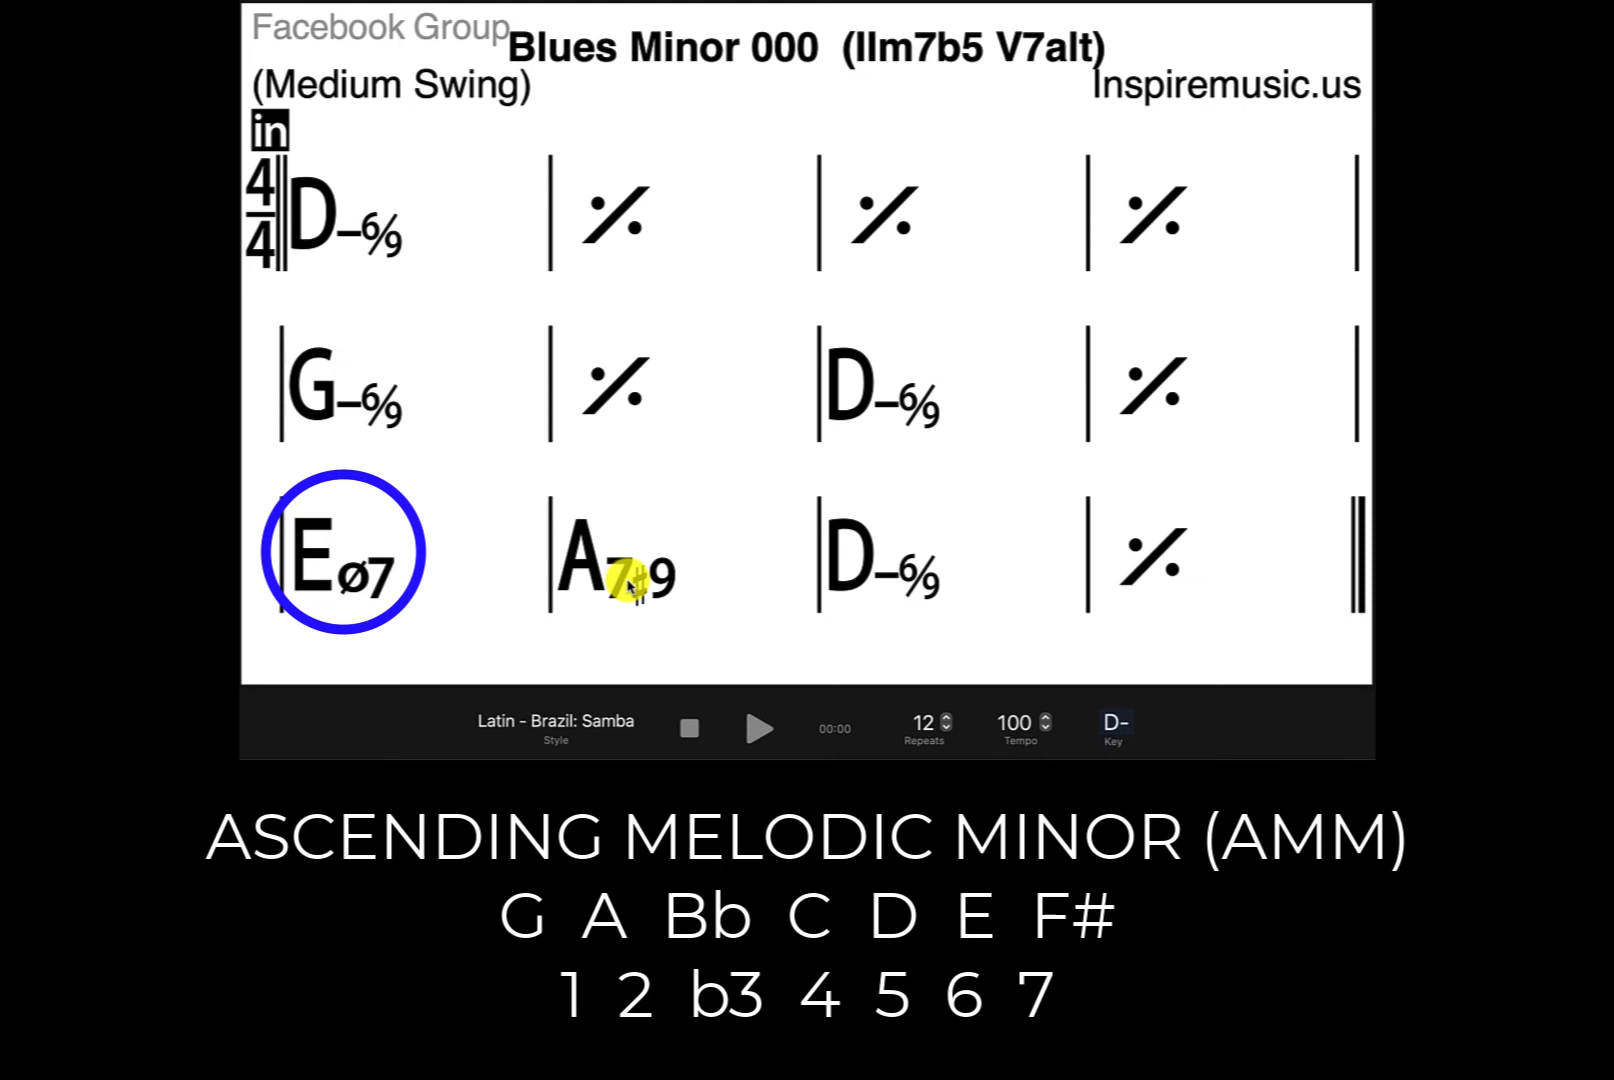 Facebook Group
Blues Minor 000 (IIm7b5 V7alt)
(Medium Swing)
Inspiremusic.us
in
4/4 D–6/9 𝄎 𝄎 𝄎
G–6/9 𝄎 D–6/9 𝄎
Eø7 A7♯9 D–6/9 𝄎
Latin - Brazil: Samba 00:00 12 100 D-
Style Repeats Tempo Key
ASCENDING MELODIC MINOR (AMM)
G A Bb C D E F#
1 2 b3 4 5 6 7